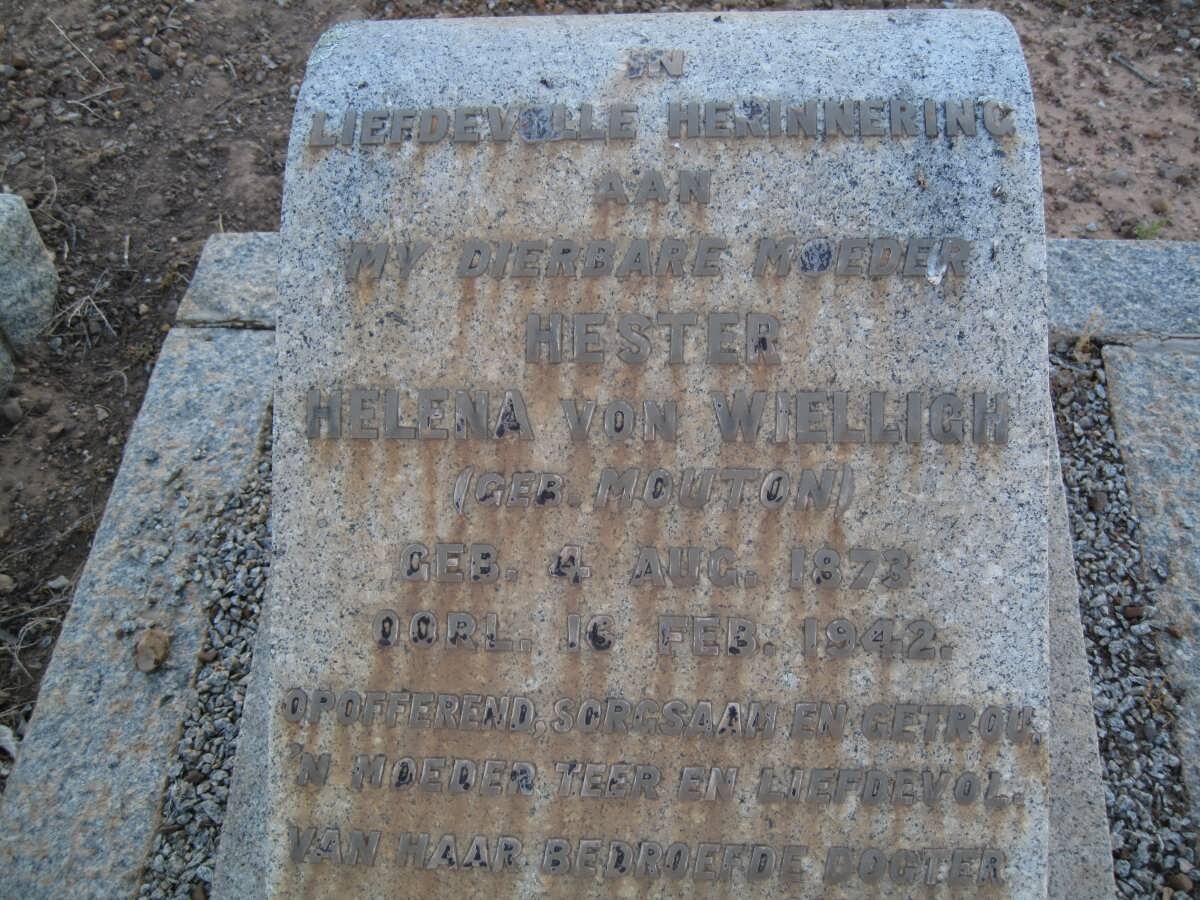 IN
LIEFDEVOLLE HERINNERING
AAN
MY DIERBARE MOEDER
HESTER
HELENA VON WIELLIGH
(GEB. MOUTON)
GEB. 4 AUG. 1873
OORL. 16 FEB. 1942.
OPOFFEREND, SORGSAAM EN GETROU,
'N MOEDER TEER EN LIEFDEVOL.
VAN HAAR BEDROEFDE DOGTER